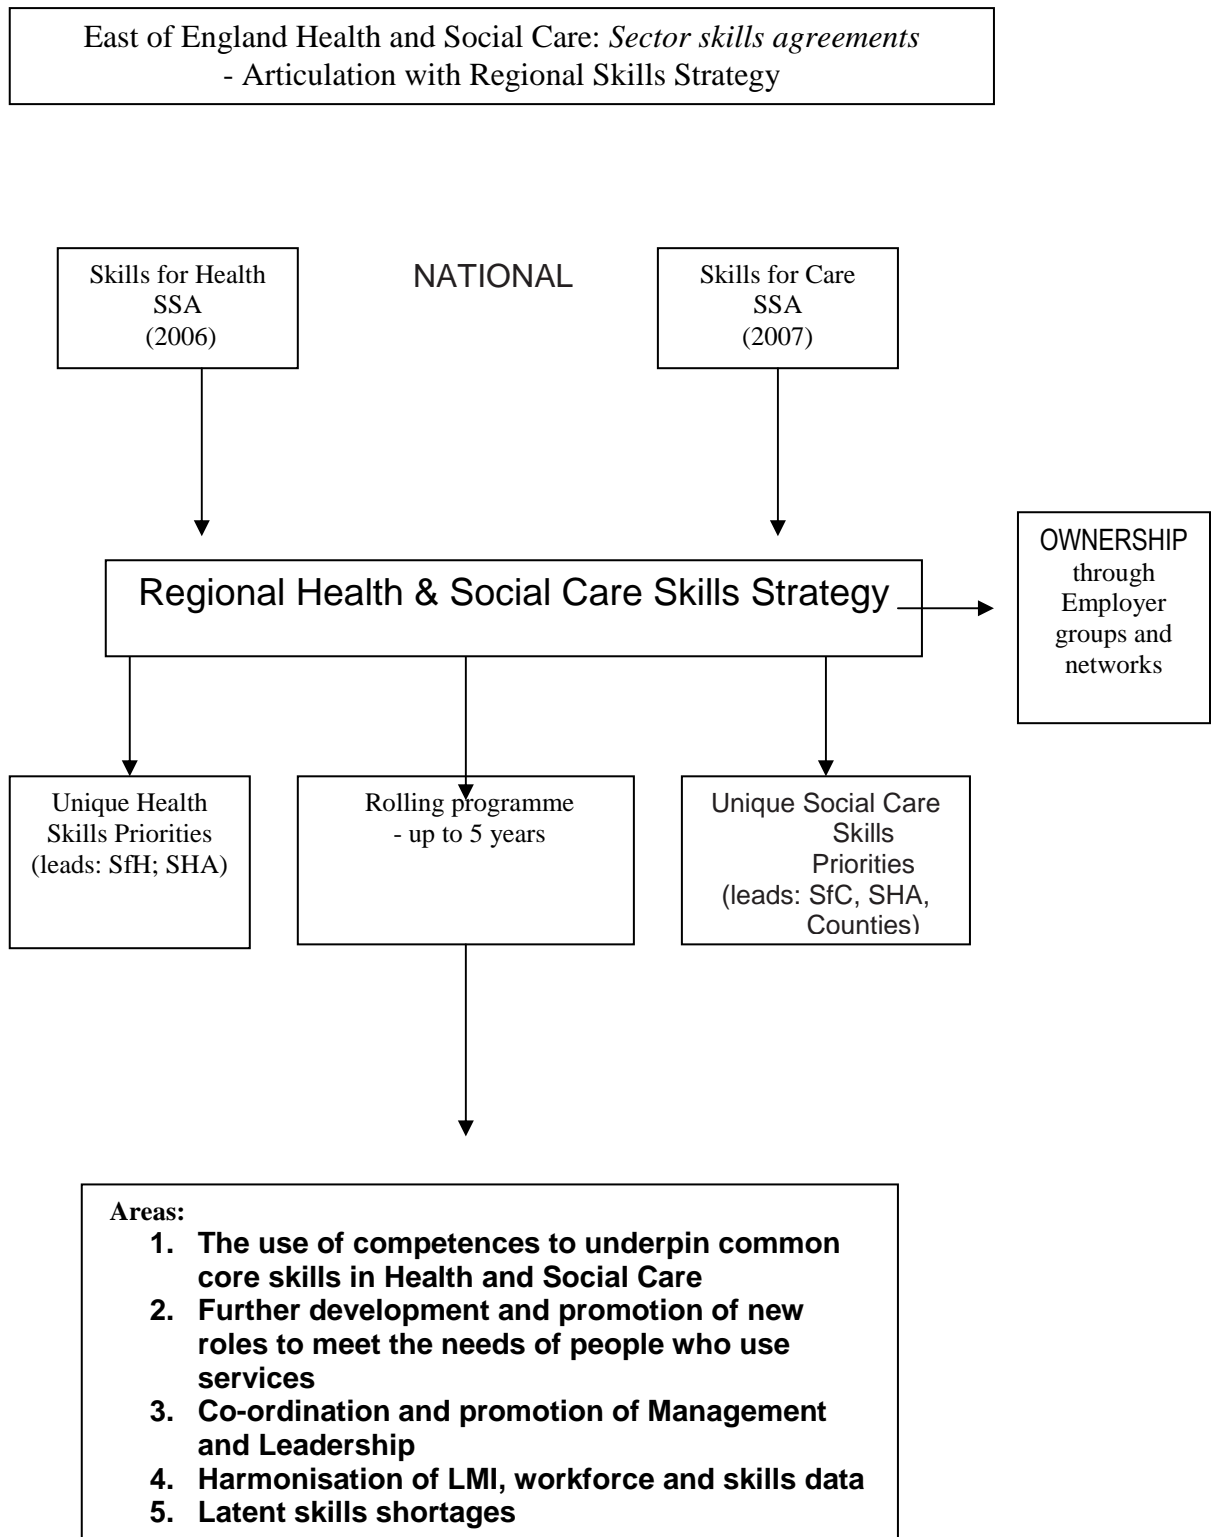 East of England Health and Social Care: Sector skills agreements
- Articulation with Regional Skills Strategy
Skills for Health
SSA
(2006)
NATIONAL
Skills for Care
SSA
(2007)
Regional Health & Social Care Skills Strategy
OWNERSHIP
through
Employer
groups and
networks
Unique Health
Skills Priorities
(leads: SfH; SHA)
Rolling programme
- up to 5 years
Unique Social Care
Skills
Priorities
(leads: SfC, SHA,
Counties)
Areas:
1. The use of competences to underpin common
core skills in Health and Social Care
2. Further development and promotion of new
roles to meet the needs of people who use
services
3. Co-ordination and promotion of Management
and Leadership
4. Harmonisation of LMI, workforce and skills data
5. Latent skills shortages